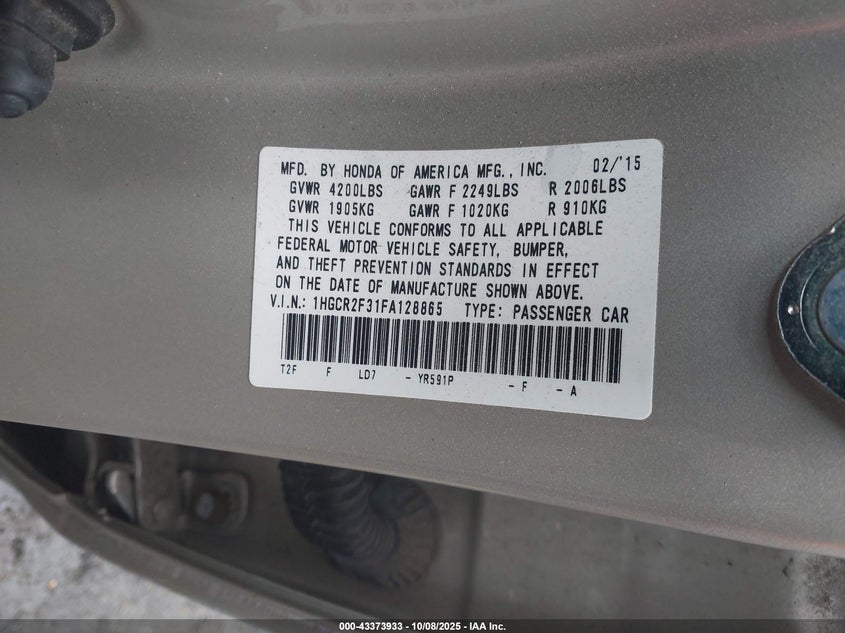 MFD. BY HONDA OF AMERICA MFG., INC. 02/'15
GVWR 4200LBS GAWR F 2249LBS R 2006LBS
GVWR 1905KG GAWR F 1020KG R 910KG
THIS VEHICLE CONFORMS TO ALL APPLICABLE
FEDERAL MOTOR VEHICLE SAFETY, BUMPER,
AND THEFT PREVENTION STANDARDS IN EFFECT
ON THE DATE OF MANUFACTURE SHOWN ABOVE.
V.I.N.: 1HGCR2F31FA128865 TYPE: PASSENGER CAR
T2F F LD7 - YR591P - F - A
000-43373933 - 10/08/2025 - IAA Inc.